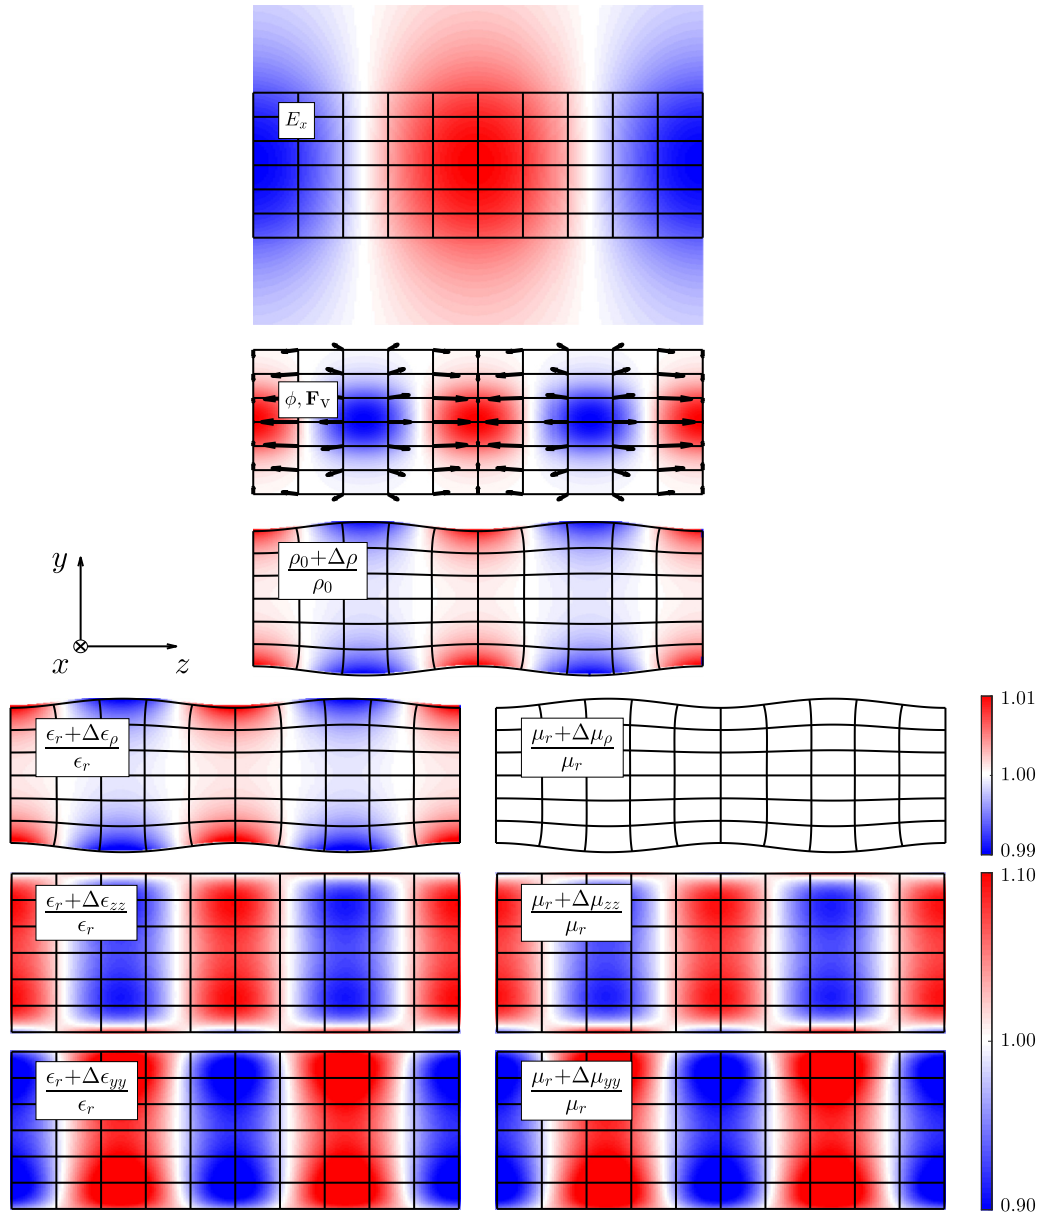 E_x
ϕ, F_V
ρ_0+Δρ
ρ_0
y
x
z
ϵ_r+Δϵ_ρ
ϵ_r
μ_r+Δμ_ρ
μ_r
1.01
1.00
0.99
ϵ_r+Δϵ_zz
ϵ_r
μ_r+Δμ_zz
μ_r
1.10
1.00
0.90
ϵ_r+Δϵ_yy
ϵ_r
μ_r+Δμ_yy
μ_r